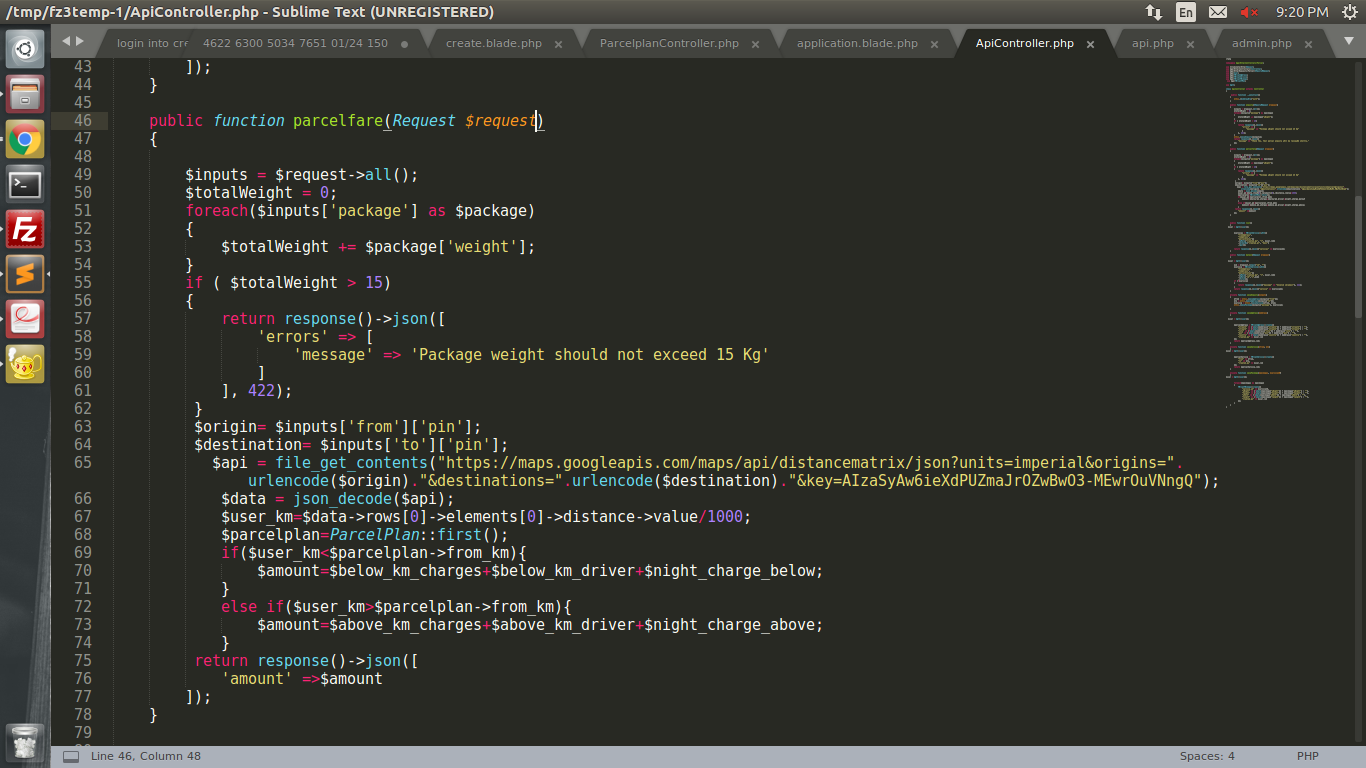 /tmp/fz3temp-1/ApiController.php - Sublime Text (UNREGISTERED)
En
9:20 PM
login into cre
4622 6300 5034 7651 01/24 150
create.blade.php
ParcelplanController.php
application.blade.php
ApiController.php
api.php
admin.php
43 ]);
44 }
45
46 public function parcelfare(Request $request)
47 {
48
49 $inputs = $request->all();
50 $totalWeight = 0;
51 foreach($inputs['package'] as $package)
52 {
53 $totalWeight += $package['weight'];
54 }
55 if ( $totalWeight > 15)
56 {
57 return response()->json([
58 'errors' => [
59 'message' => 'Package weight should not exceed 15 Kg'
60 ]
61 ], 422);
62 }
63 $origin= $inputs['from']['pin'];
64 $destination= $inputs['to']['pin'];
65 $api = file_get_contents("https://maps.googleapis.com/maps/api/distancematrix/json?units=imperial&origins=".
urlencode($origin)."&destinations=".urlencode($destination)."&key=AIzaSyAw6ieXdPUZmaJrOZwBwO3-MEwrOuVNngQ");
66 $data = json_decode($api);
67 $user_km=$data->rows[0]->elements[0]->distance->value/1000;
68 $parcelplan=ParcelPlan::first();
69 if($user_km<$parcelplan->from_km){
70 $amount=$below_km_charges+$below_km_driver+$night_charge_below;
71 }
72 else if($user_km>$parcelplan->from_km){
73 $amount=$above_km_charges+$above_km_driver+$night_charge_above;
74 }
75 return response()->json([
76 'amount' =>$amount
77 ]);
78 }
79
Line 46, Column 48
Spaces: 4
PHP